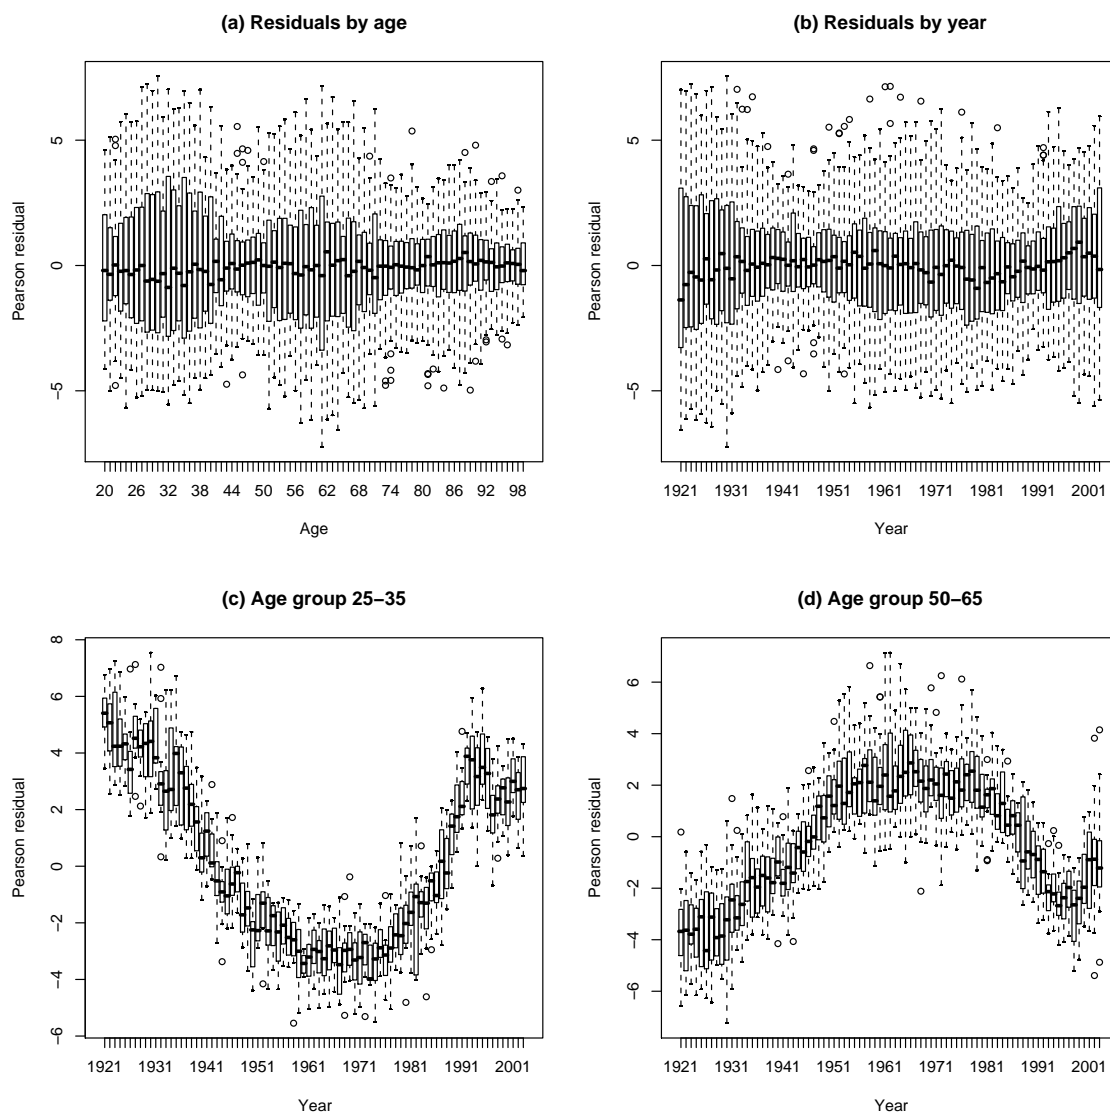 (a) Residuals by age
Pearson residual
5
0
−5
20 26 32 38 44 50 56 62 68 74 80 86 92 98
Age
(b) Residuals by year
Pearson residual
5
0
−5
1921 1931 1941 1951 1961 1971 1981 1991 2001
Year
(c) Age group 25−35
Pearson residual
8
6
4
2
0
−2
−4
−6
1921 1931 1941 1951 1961 1971 1981 1991 2001
Year
(d) Age group 50−65
Pearson residual
6
4
2
0
−2
−4
−6
1921 1931 1941 1951 1961 1971 1981 1991 2001
Year